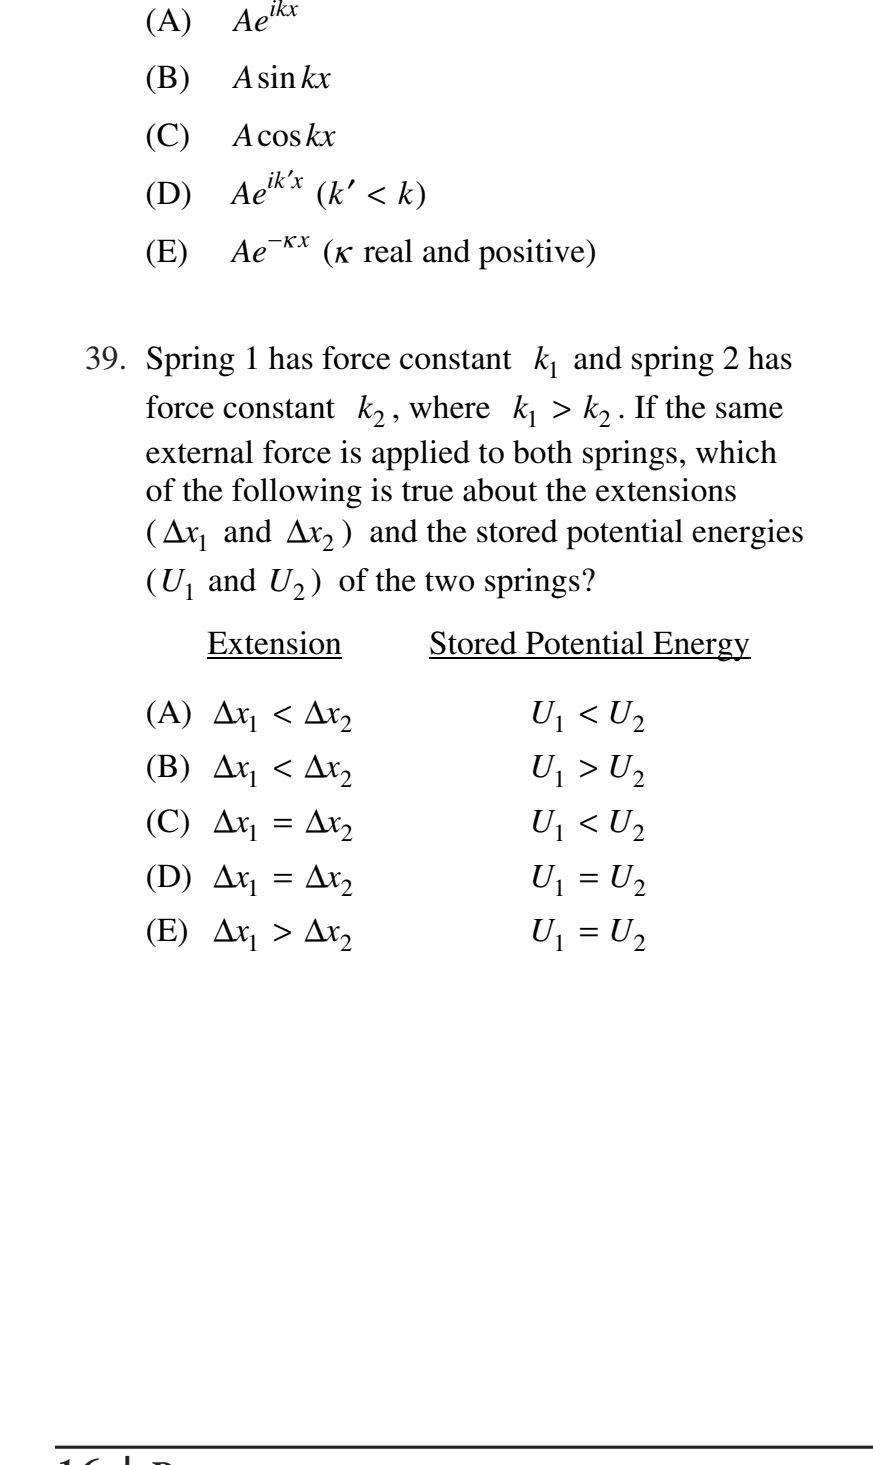 (A) Ae^{ikx}
(B) A sin kx
(C) A cos kx
(D) Ae^{ik′x} (k′ < k)
(E) Ae^{−κx} (κ real and positive)
39. Spring 1 has force constant k₁ and spring 2 has
force constant k₂, where k₁ > k₂. If the same
external force is applied to both springs, which
of the following is true about the extensions
(Δx₁ and Δx₂) and the stored potential energies
(U₁ and U₂) of the two springs?
Extension Stored Potential Energy
(A) Δx₁ < Δx₂ U₁ < U₂
(B) Δx₁ < Δx₂ U₁ > U₂
(C) Δx₁ = Δx₂ U₁ < U₂
(D) Δx₁ = Δx₂ U₁ = U₂
(E) Δx₁ > Δx₂ U₁ = U₂